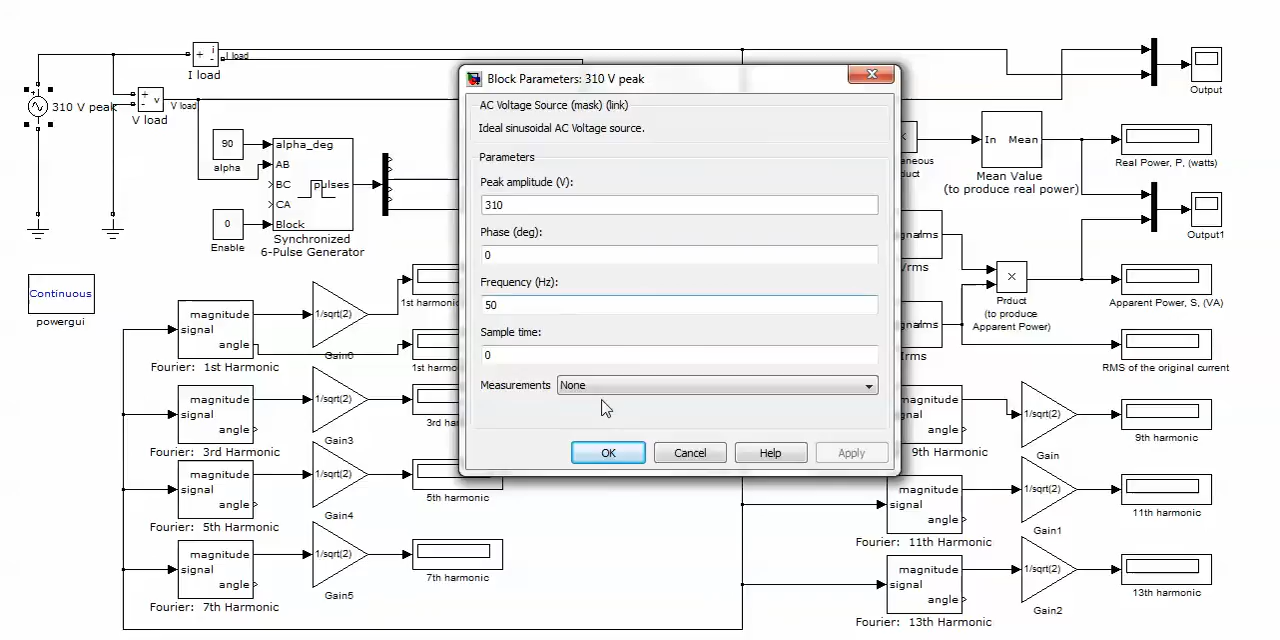 i
+
-
I load
I load
310 V peak
+
v
-
V load
V load
90
alpha
alpha_deg
AB
BC
CA
Block
pulses
0
Enable
Synchronized
6-Pulse Generator
Continuous
powergui
magnitude
signal
angle
Fourier: 1st Harmonic
1/sqrt(2)
Gain0
1st harmonic
1st harmo
magnitude
signal
angle
Fourier: 3rd Harmonic
1/sqrt(2)
Gain3
3rd har
magnitude
signal
angle
Fourier: 5th Harmonic
1/sqrt(2)
Gain4
5th harmonic
magnitude
signal
angle
Fourier: 7th Harmonic
1/sqrt(2)
Gain5
7th harmonic
Block Parameters: 310 V peak
AC Voltage Source (mask) (link)
Ideal sinusoidal AC Voltage source.
Parameters
Peak amplitude (V):
310
Phase (deg):
0
Frequency (Hz):
50
Sample time:
0
Measurements
None
OK
Cancel
Help
Apply
Output
In Mean
Mean Value
(to produce real power)
Real Power, P, (watts)
Output1
×
Prduct
(to produce
Apparent Power)
Apparent Power, S, (VA)
RMS of the original current
magnitude
signal
angle
9th Harmonic
1/sqrt(2)
Gain
9th harmonic
magnitude
signal
angle
Fourier: 11th Harmonic
1/sqrt(2)
Gain1
11th harmonic
magnitude
signal
angle
Fourier: 13th Harmonic
1/sqrt(2)
Gain2
13th harmonic